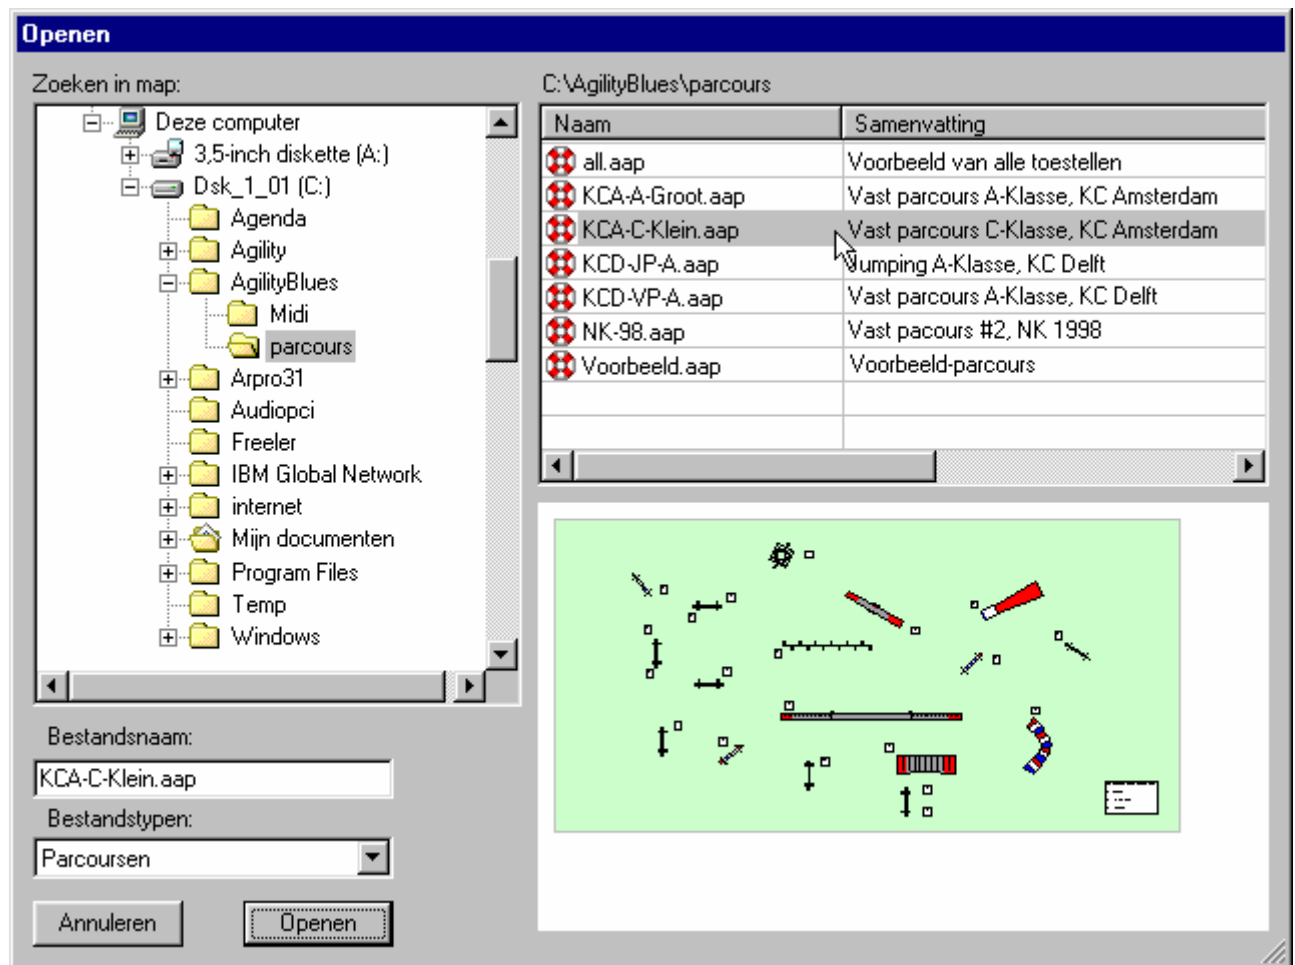 Openen
Zoeken in map:
Deze computer
3,5-inch diskette (A:)
Dsk_1_01 (C:)
Agenda
Agility
AgilityBlues
Midi
parcours
Arpro31
Audiopci
Freeler
IBM Global Network
internet
Mijn documenten
Program Files
Temp
Windows
Bestandsnaam:
KCA-C-Klein.aap
Bestandstypen:
Parcoursen
Annuleren
Openen
C:\AgilityBlues\parcours
Naam Samenvatting
all.aap Voorbeeld van alle toestellen
KCA-A-Groot.aap Vast parcours A-Klasse, KC Amsterdam
KCA-C-Klein.aap Vast parcours C-Klasse, KC Amsterdam
KCD-JP-A.aap Jumping A-Klasse, KC Delft
KCD-VP-A.aap Vast parcours A-Klasse, KC Delft
NK-98.aap Vast pacours #2, NK 1998
Voorbeeld.aap Voorbeeld-parcours